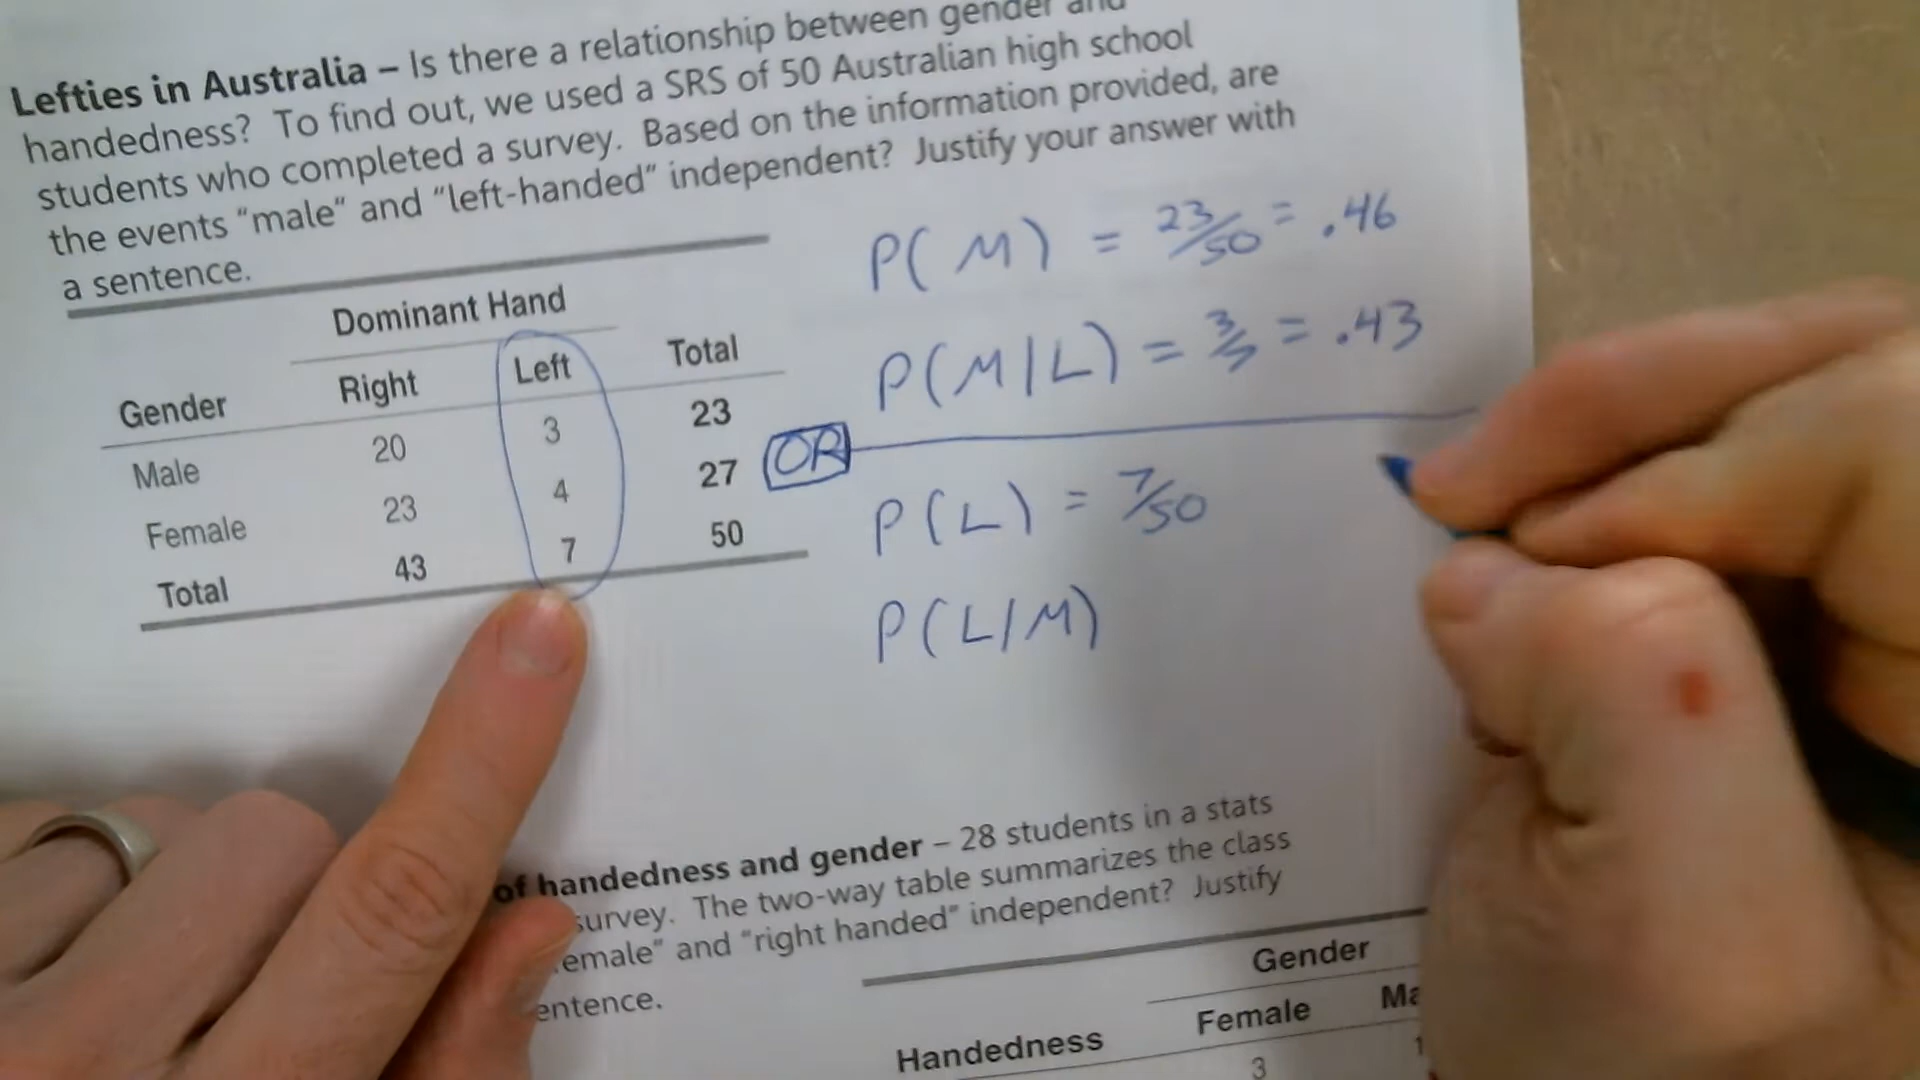 Lefties in Australia – Is there a relationship between gender and
handedness? To find out, we used a SRS of 50 Australian high school
students who completed a survey. Based on the information provided, are
the events "male" and "left-handed" independent? Justify your answer with
a sentence.
Dominant Hand
Gender Right Left Total
Male 20 3 23
Female 23 4 27
Total 43 7 50
P(M) = 23/50 = .46
P(M|L) = 3/7 = .43
OR
P(L) = 7/50
P(L|M)
of handedness and gender – 28 students in a stats
survey. The two-way table summarizes the class
emale" and "right handed" independent? Justify
entence.
Gender
Handedness Female Ma
3 1